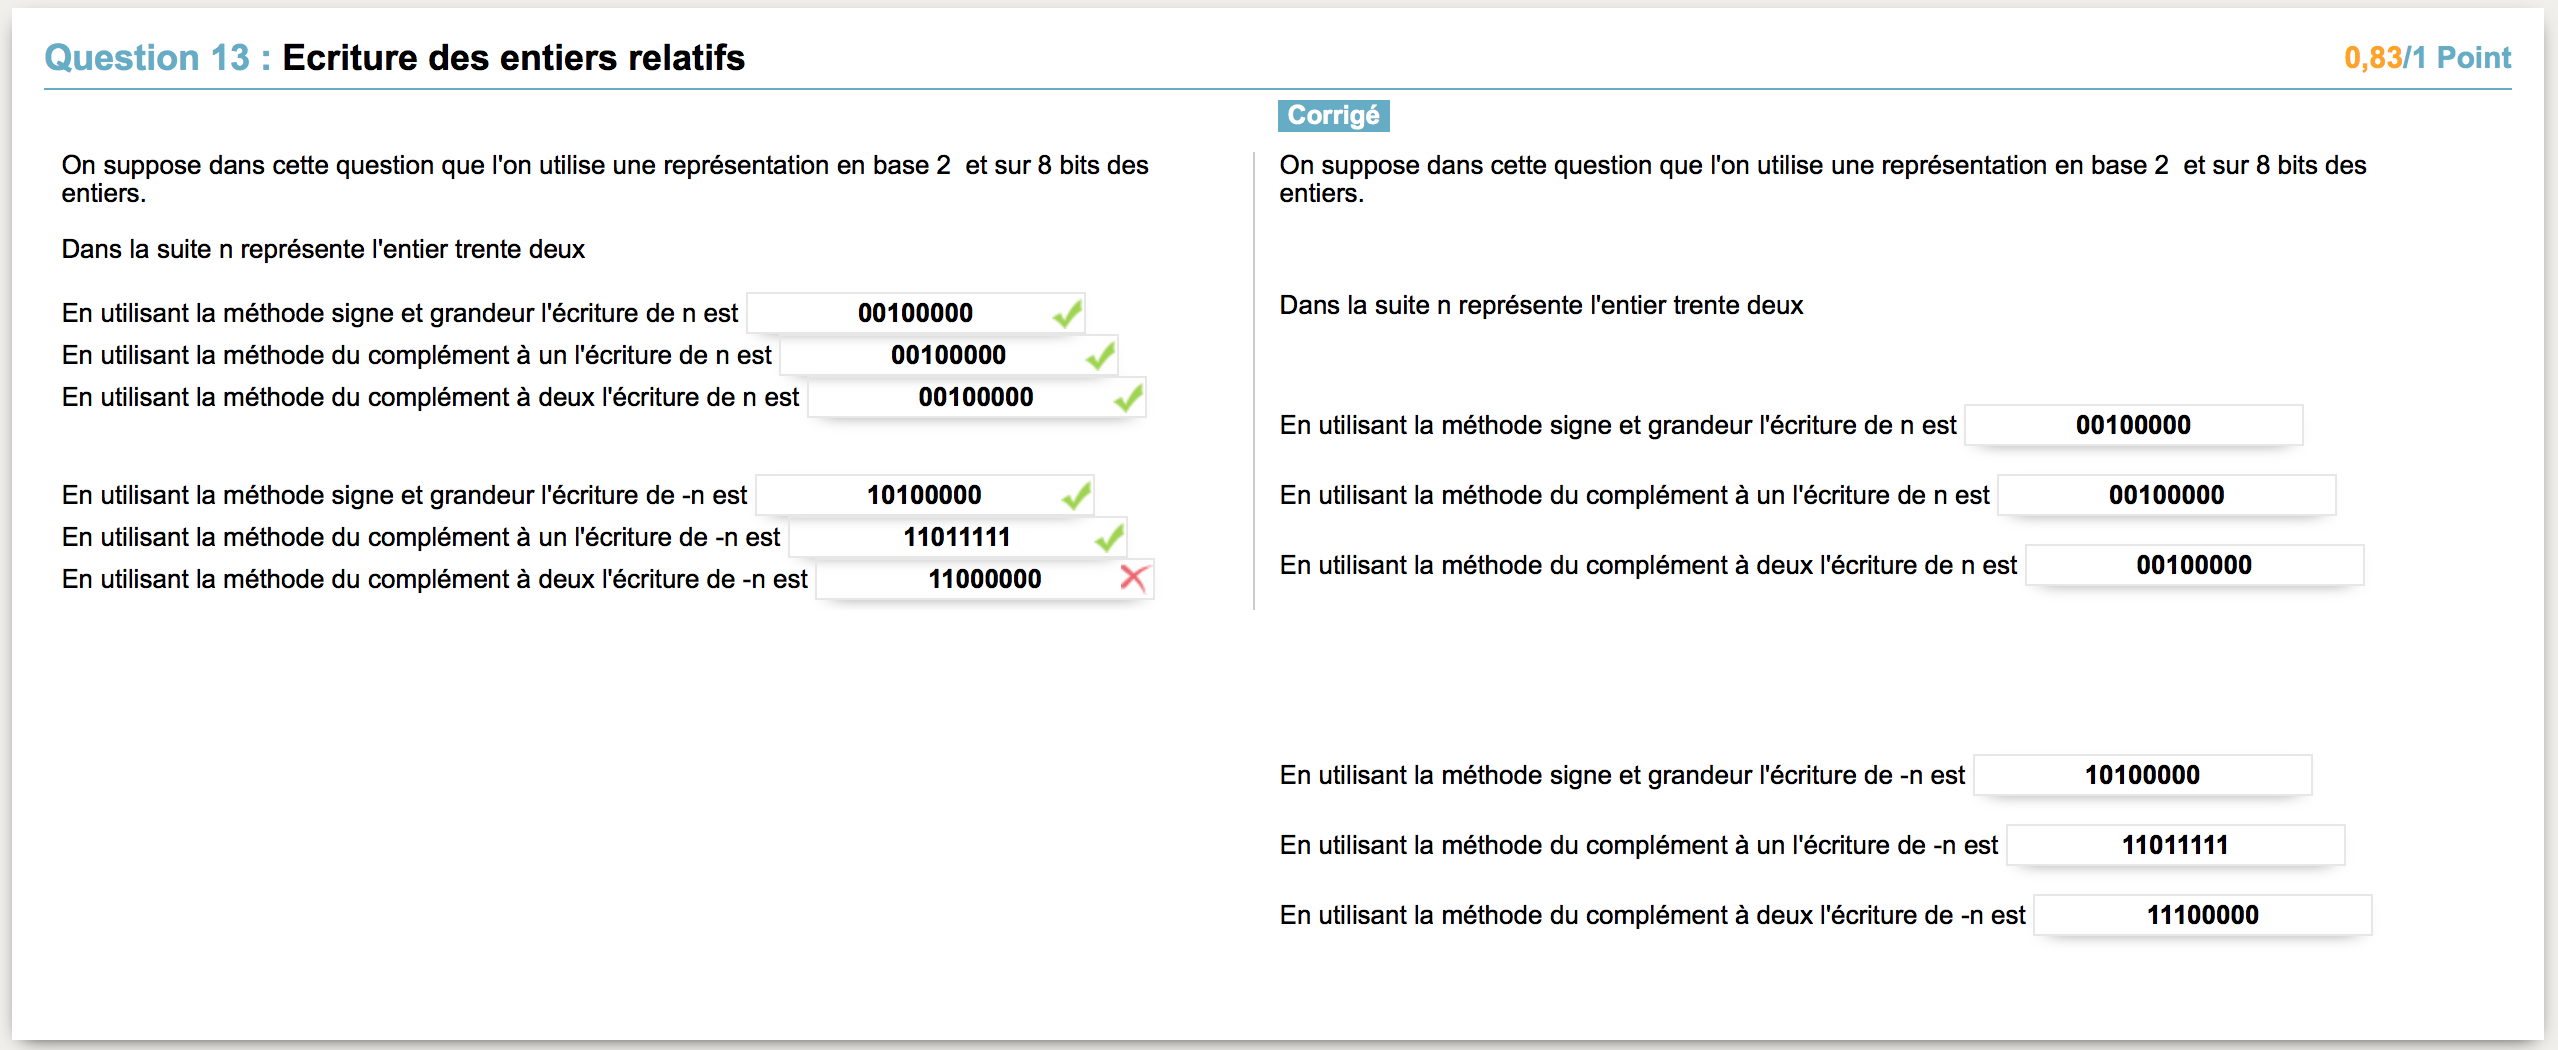 Question 13 : Ecriture des entiers relatifs
0,83/1 Point
On suppose dans cette question que l'on utilise une représentation en base 2  et sur 8 bits des
entiers.
Dans la suite n représente l'entier trente deux
En utilisant la méthode signe et grandeur l'écriture de n est 00100000
En utilisant la méthode du complément à un l'écriture de n est 00100000
En utilisant la méthode du complément à deux l'écriture de n est 00100000
En utilisant la méthode signe et grandeur l'écriture de -n est 10100000
En utilisant la méthode du complément à un l'écriture de -n est 11011111
En utilisant la méthode du complément à deux l'écriture de -n est 11000000
Corrigé
On suppose dans cette question que l'on utilise une représentation en base 2  et sur 8 bits des
entiers.
Dans la suite n représente l'entier trente deux
En utilisant la méthode signe et grandeur l'écriture de n est 00100000
En utilisant la méthode du complément à un l'écriture de n est 00100000
En utilisant la méthode du complément à deux l'écriture de n est 00100000
En utilisant la méthode signe et grandeur l'écriture de -n est 10100000
En utilisant la méthode du complément à un l'écriture de -n est 11011111
En utilisant la méthode du complément à deux l'écriture de -n est 11100000